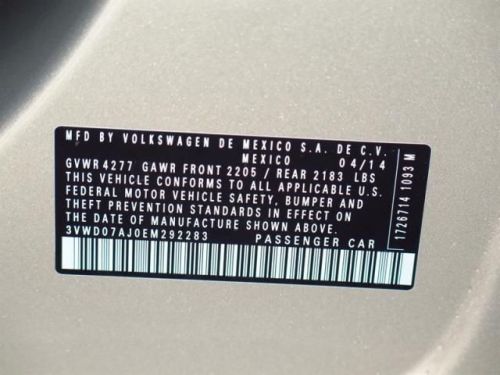 MFD BY VOLKSWAGEN DE MEXICO S.A. DE C.V.
MEXICO 04/14
GVWR 4277 GAWR FRONT 2205 / REAR 2183 LBS
THIS VEHICLE CONFORMS TO ALL APPLICABLE U.S.
FEDERAL MOTOR VEHICLE SAFETY, BUMPER AND
THEFT PREVENTION STANDARDS IN EFFECT ON
THE DATE OF MANUFACTURE SHOWN ABOVE.
3VWD07AJ0EM292283 PASSENGER CAR
1726714 1093 M